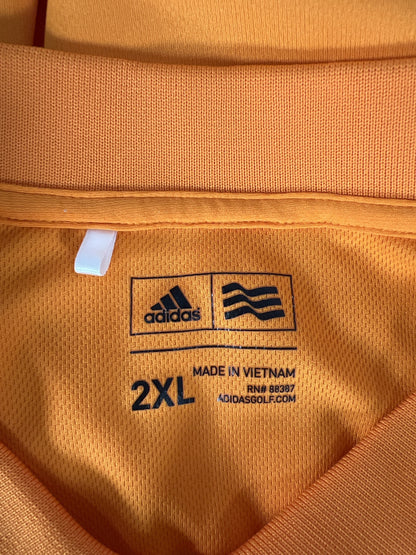 adidas
MADE IN VIETNAM
2XL
RN# 88387
ADIDASGOLF.COM